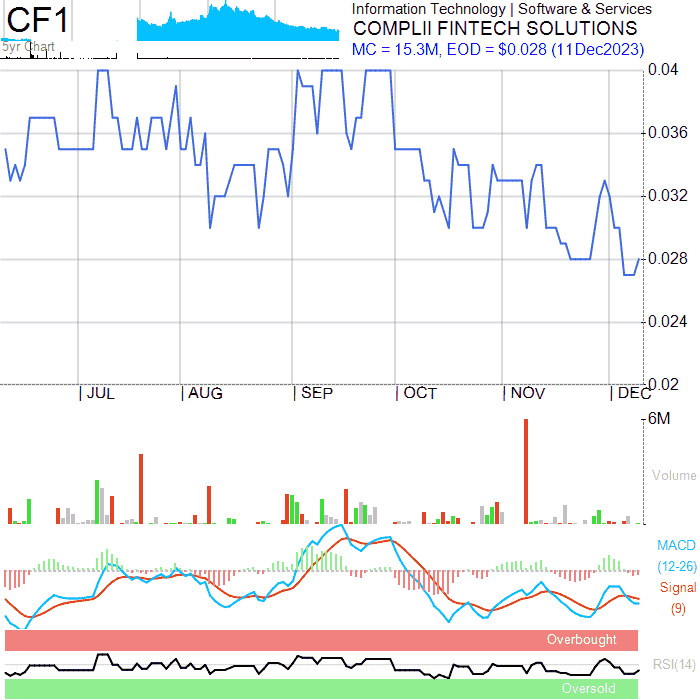 CF1
Information Technology | Software & Services
COMPLII FINTECH SOLUTIONS
5yr Chart
MC = 15.3M, EOD = $0.028 (11Dec2023)
0.04
0.036
0.032
0.028
0.024
0.02
JUL
AUG
SEP
OCT
NOV
DEC
6M
Volume
MACD
(12-26)
Signal
(9)
Overbought
RSI(14)
Oversold